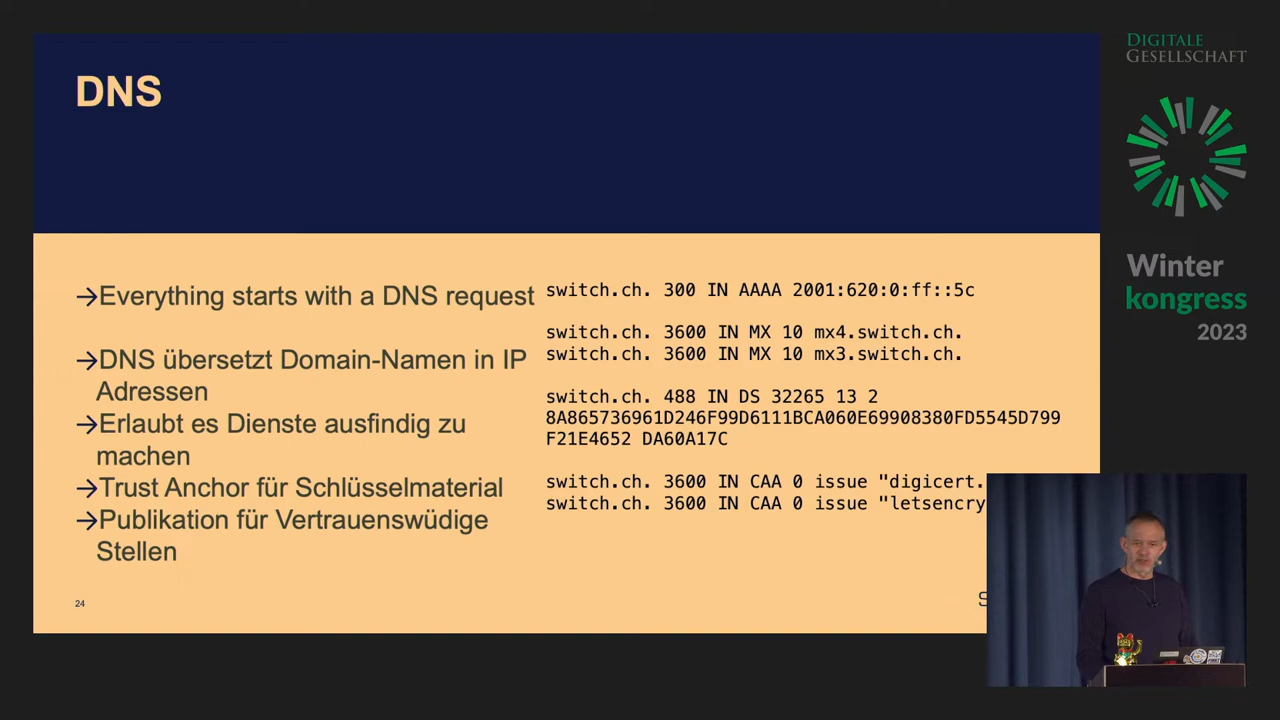 DNS
→Everything starts with a DNS request
→DNS übersetzt Domain-Namen in IP
Adressen
→Erlaubt es Dienste ausfindig zu
machen
→Trust Anchor für Schlüsselmaterial
→Publikation für Vertrauenswüdige
Stellen
switch.ch. 300 IN AAAA 2001:620:0:ff::5c
switch.ch. 3600 IN MX 10 mx4.switch.ch.
switch.ch. 3600 IN MX 10 mx3.switch.ch.
switch.ch. 488 IN DS 32265 13 2
8A865736961D246F99D6111BCA060E69908380FD5545D799
F21E4652 DA60A17C
switch.ch. 3600 IN CAA 0 issue "digicert.
switch.ch. 3600 IN CAA 0 issue "letsencry
24
DIGITALE
GESELLSCHAFT
Winter
kongress
2023